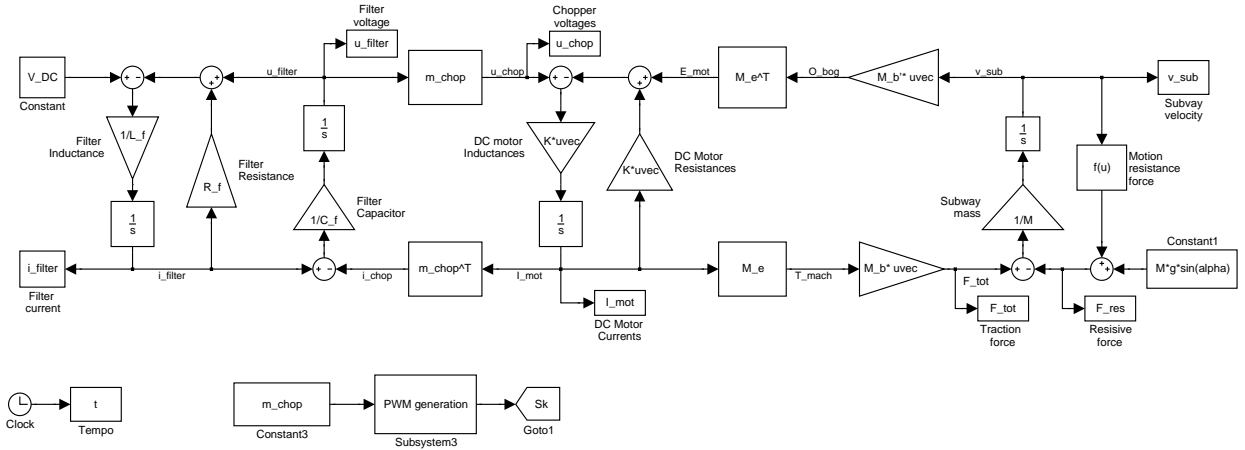 Filter
voltage
u_filter
Chopper
voltages
u_chop
V_DC
Constant
+
-
+
+
u_filter
m_chop
u_chop
+
-
+
+
E_mot
M_e^T
O_bog
M_b'* uvec
v_sub
v_sub
Subvay
velocity
Filter
Inductance
1/L_f
R_f
Filter
Resistance
1
s
DC motor
Inductances
K*uvec
K*uvec
DC Motor
Resistances
1
s
f(u)
Motion
resistance
force
1
s
1/C_f
Filter
Capacitor
1
s
Subway
mass
1/M
Constant1
i_filter
Filter
current
i_filter
+
-
i_chop
m_chop^T
I_mot
M_e
T_mach
M_b* uvec
F_tot
+
-
+
+
M*g*sin(alpha)
I_mot
DC Motor
Currents
F_tot
Traction
force
F_res
Resisive
force
Clock
t
Tempo
m_chop
Constant3
PWM generation
Subsystem3
Sk
Goto1